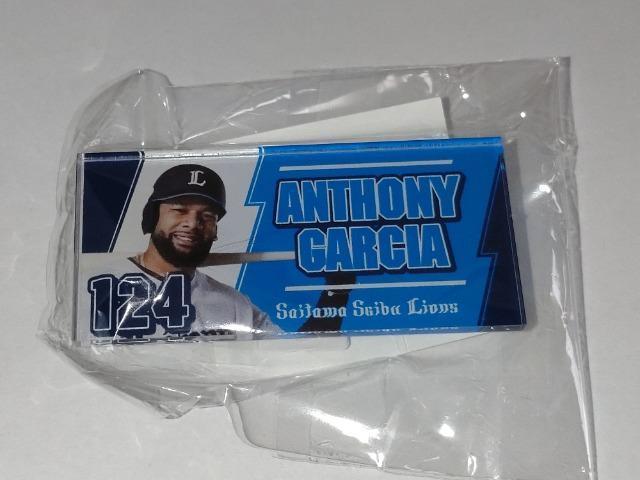 L
ANTHONY
GARCIA
124
Saitama Seibu Lions